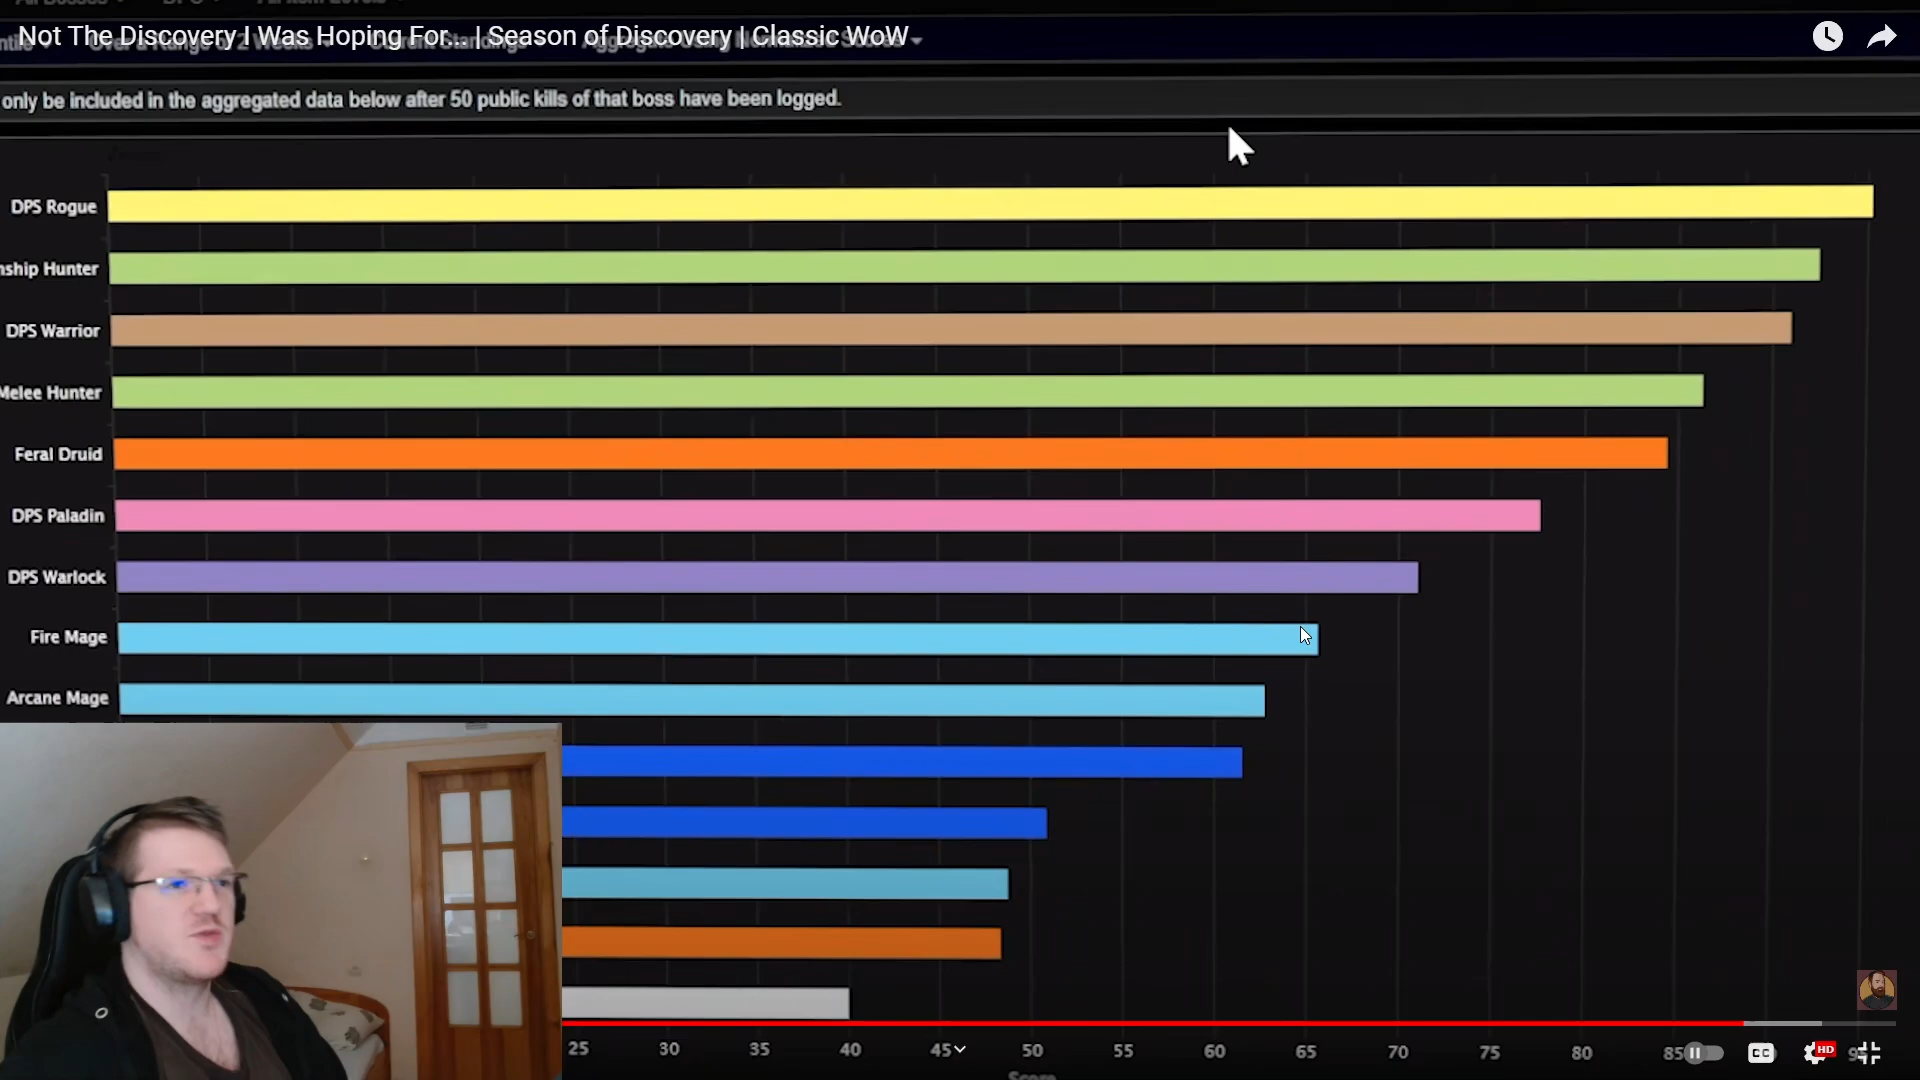 Not The Discovery I Was Hoping For... | Season of Discovery | Classic WoW
only be included in the aggregated data below after 50 public kills of that boss have been logged.
DPS Rogue
nship Hunter
DPS Warrior
Melee Hunter
Feral Druid
DPS Paladin
DPS Warlock
Fire Mage
Arcane Mage
25 30 35 40 45 50 55 60 65 70 75 80 85
CC HD
Score